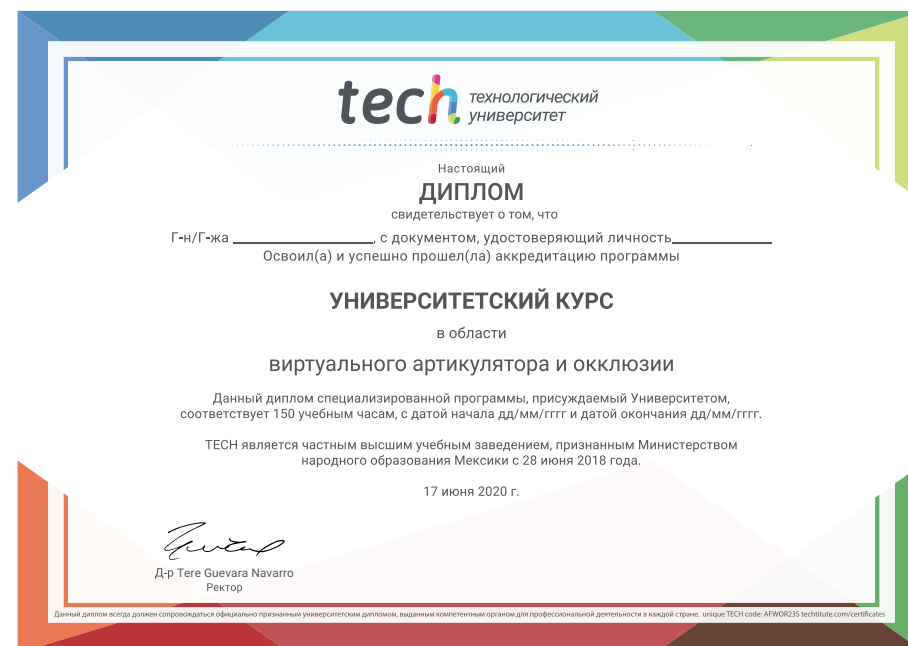 tech технологический
университет
Настоящий
ДИПЛОМ
свидетельствует о том, что
Г-н/Г-жа ____________________, с документом, удостоверяющий личность______________
Освоил(а) и успешно прошел(ла) аккредитацию программы
УНИВЕРСИТЕТСКИЙ КУРС
в области
виртуального артикулятора и окклюзии
Данный диплом специализированной программы, присуждаемый Университетом,
соответствует 150 учебным часам, с датой начала дд/мм/гггг и датой окончания дд/мм/гггг.
TECH является частным высшим учебным заведением, признанным Министерством
народного образования Мексики с 28 июня 2018 года.
17 июня 2020 г.
Д-р Tere Guevara Navarro
Ректор
Данный диплом всегда должен сопровождаться официально признанным университетским дипломом, выданным компетентным органом для профессиональной деятельности в каждой стране. unique TECH code: AFWOR23S techtitute.com/certificates